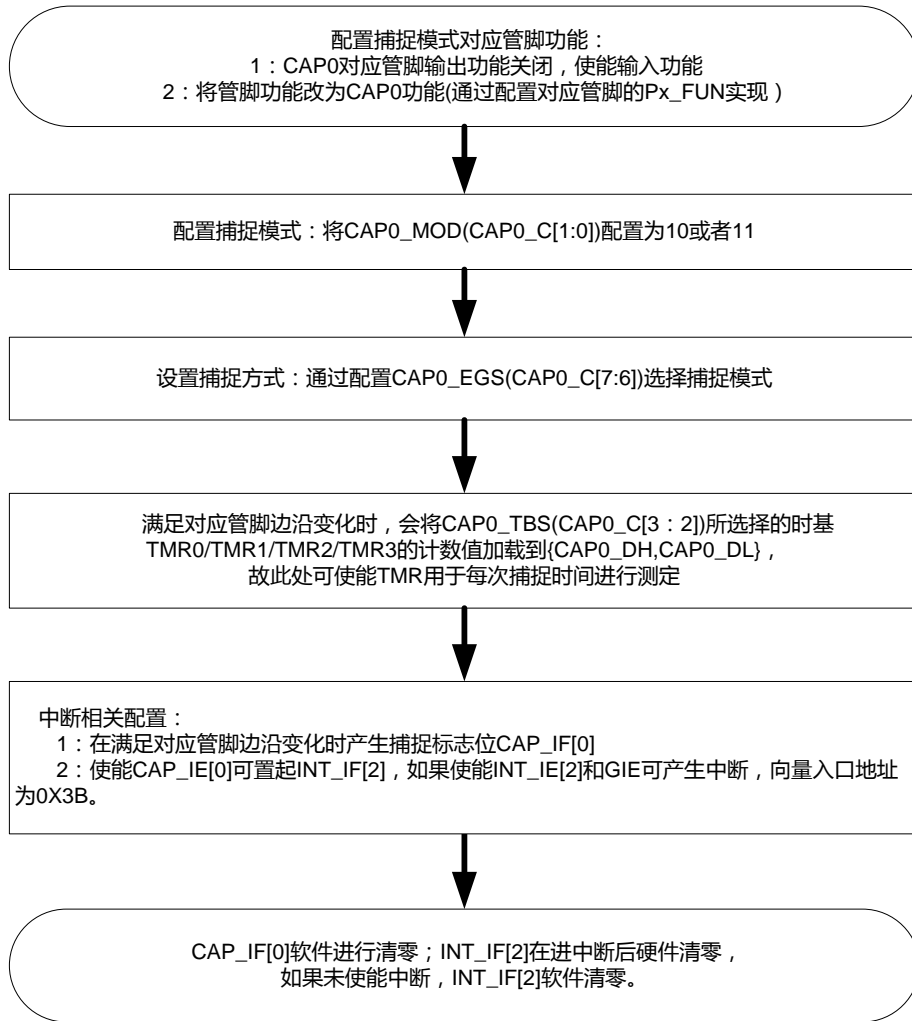 配置捕捉模式对应管脚功能：
1：CAP0对应管脚输出功能关闭，使能输入功能
2：将管脚功能改为CAP0功能(通过配置对应管脚的Px_FUN实现）
配置捕捉模式：将CAP0_MOD(CAP0_C[1:0])配置为10或者11
设置捕捉方式：通过配置CAP0_EGS(CAP0_C[7:6])选择捕捉模式
满足对应管脚边沿变化时，会将CAP0_TBS(CAP0_C[3：2])所选择的时基
TMR0/TMR1/TMR2/TMR3的计数值加载到{CAP0_DH,CAP0_DL}，
故此处可使能TMR用于每次捕捉时间进行测定
中断相关配置：
1：在满足对应管脚边沿变化时产生捕捉标志位CAP_IF[0]
2：使能CAP_IE[0]可置起INT_IF[2]，如果使能INT_IE[2]和GIE可产生中断，向量入口地址
为0X3B。
CAP_IF[0]软件进行清零；INT_IF[2]在进中断后硬件清零，
如果未使能中断，INT_IF[2]软件清零。